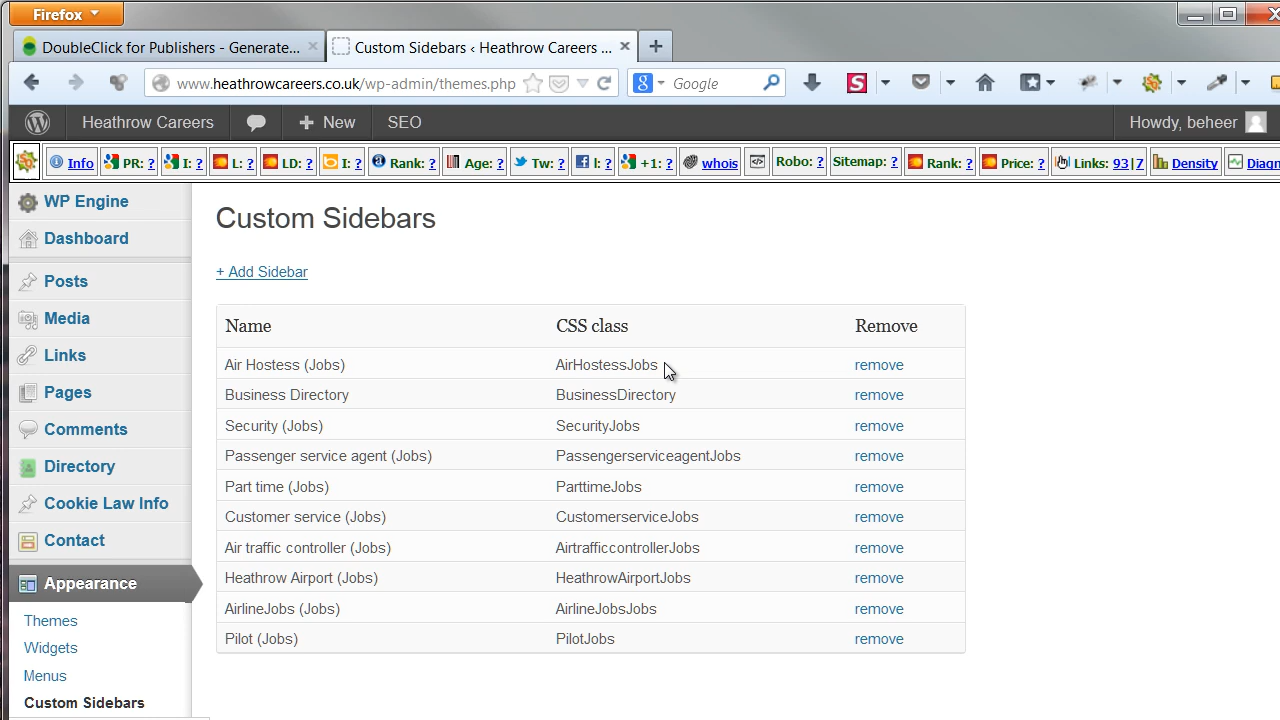 Firefox
DoubleClick for Publishers - Generate...
Custom Sidebars ‹ Heathrow Careers ...
www.heathrowcareers.co.uk/wp-admin/themes.php
Google
Heathrow Careers
New
SEO
Howdy, beheer
Info PR: ? I: ? L: ? LD: ? I: ? Rank: ? Age: ? Tw: ? l: ? +1: ? whois Robo: ? Sitemap: ? Rank: ? Price: ? Links: 93|7 Density Diagn
WP Engine
Dashboard
Posts
Media
Links
Pages
Comments
Directory
Cookie Law Info
Contact
Appearance
Themes
Widgets
Menus
Custom Sidebars
Custom Sidebars
+ Add Sidebar
Name CSS class Remove
Air Hostess (Jobs) AirHostessJobs remove
Business Directory BusinessDirectory remove
Security (Jobs) SecurityJobs remove
Passenger service agent (Jobs) PassengerserviceagentJobs remove
Part time (Jobs) ParttimeJobs remove
Customer service (Jobs) CustomerserviceJobs remove
Air traffic controller (Jobs) AirtrafficcontrollerJobs remove
Heathrow Airport (Jobs) HeathrowAirportJobs remove
AirlineJobs (Jobs) AirlineJobsJobs remove
Pilot (Jobs) PilotJobs remove